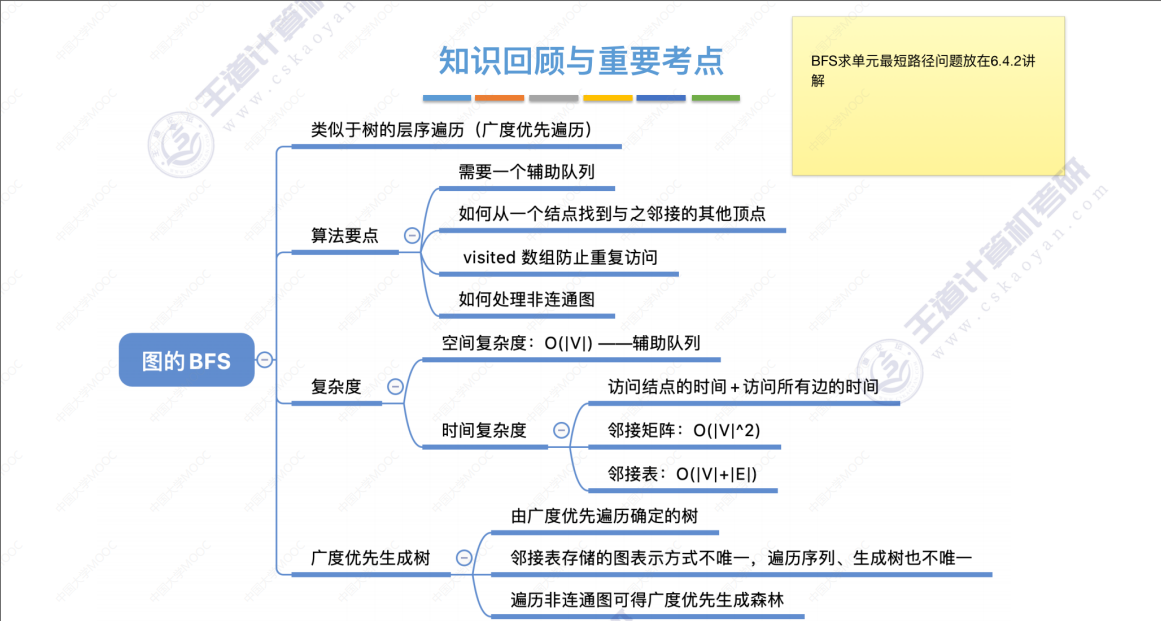 知识回顾与重要考点
BFS求单元最短路径问题放在6.4.2讲
解
类似于树的层序遍历（广度优先遍历）
需要一个辅助队列
如何从一个结点找到与之邻接的其他顶点
算法要点
visited 数组防止重复访问
如何处理非连通图
图的BFS
空间复杂度：O(|V|) ——辅助队列
复杂度
访问结点的时间 + 访问所有边的时间
时间复杂度
邻接矩阵：O(|V|^2)
邻接表：O(|V|+|E|)
由广度优先遍历确定的树
广度优先生成树
邻接表存储的图表示方式不唯一，遍历序列、生成树也不唯一
遍历非连通图可得广度优先生成森林
王道计算机考研
www.cskaoyan.com
王道计算机考研
www.cskaoyan.com
中国大学MOOC